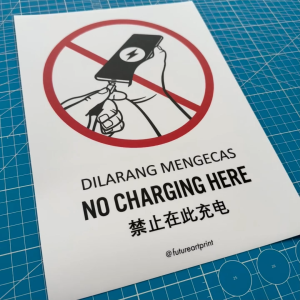 DILARANG MENGECAS
NO CHARGING HERE
禁止在此充电
@futureartprint